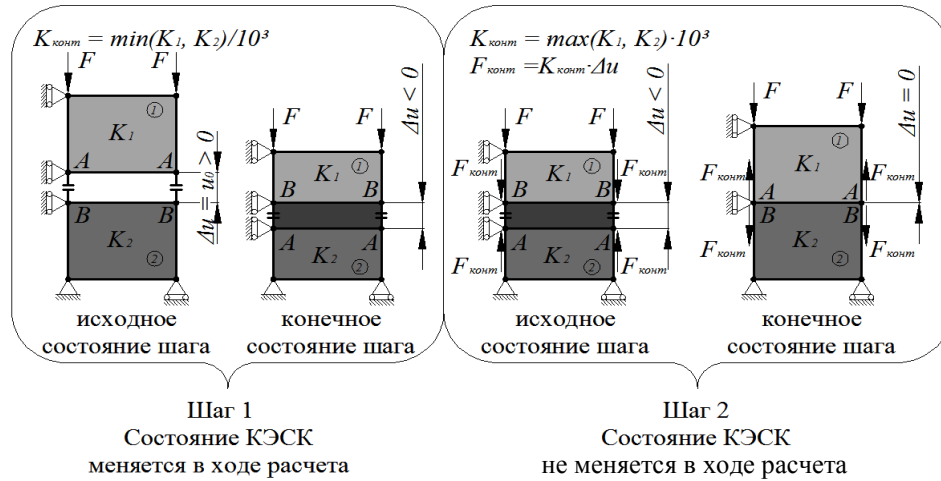 Kконт = min(K₁, K₂)/10³
F F
①
K₁
A A
B B
K₂
②
Δu = u₀ > 0
исходное
состояние шага
F F
①
K₁
B B
A A
K₂
②
Δu < 0
конечное
состояние шага
Шаг 1
Состояние КЭСК
меняется в ходе расчета
Kконт = max(K₁, K₂)·10³
Fконт =Kконт·Δu
F F
①
K₁
Fконт Fконт
B B
A A
K₂
②
Fконт Fконт
Δu < 0
исходное
состояние шага
F F
①
K₁
Fконт Fконт
A A
B B
K₂
②
Fконт Fконт
Δu = 0
конечное
состояние шага
Шаг 2
Состояние КЭСК
не меняется в ходе расчета